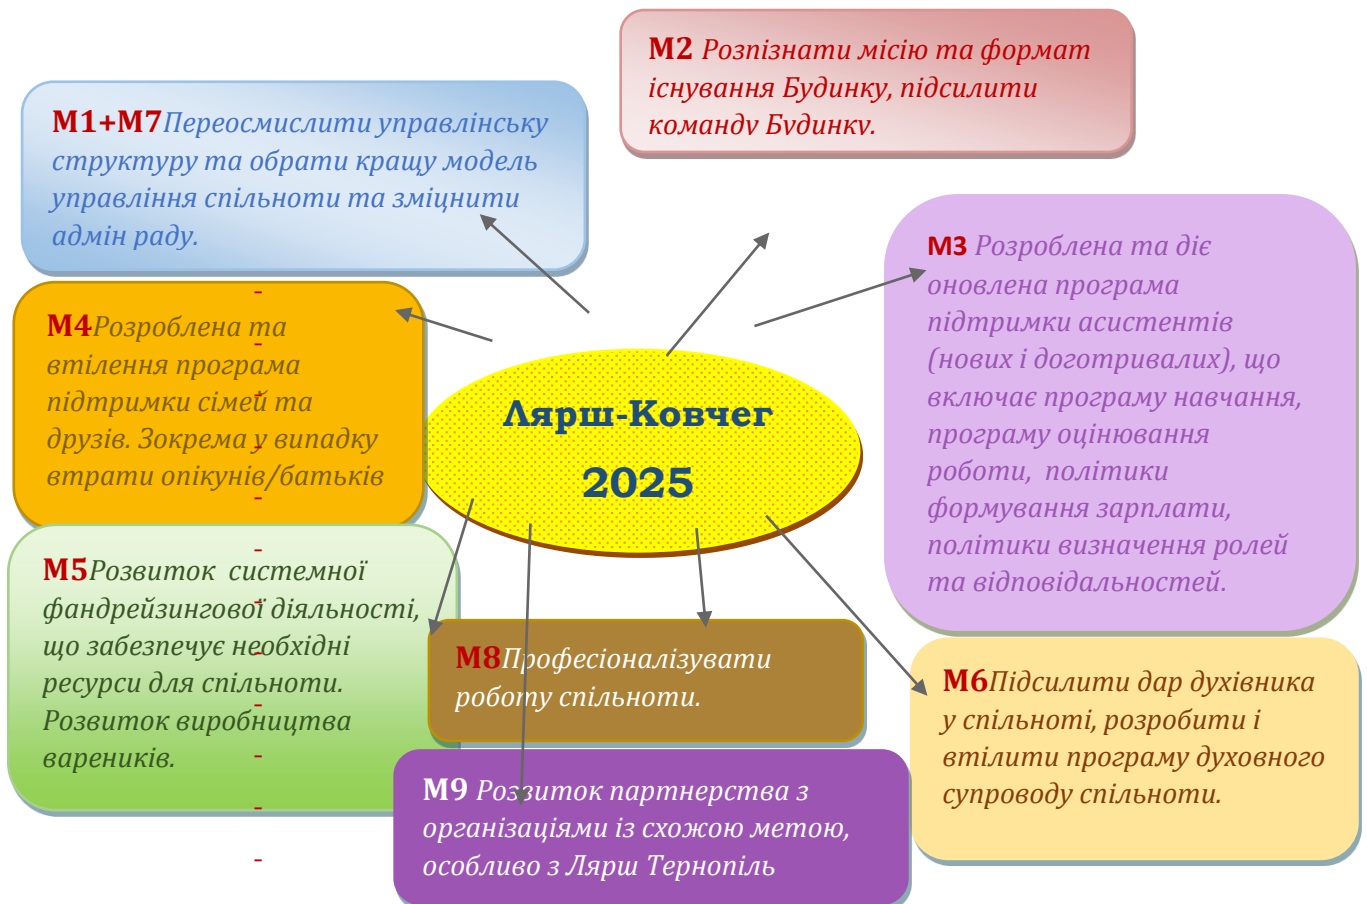 М2 Розпізнати місію та формат
існування Будинку, підсилити
команду Будинку.
М1+М7Переосмислити управлінську
структуру та обрати кращу модель
управління спільноти та зміцнити
адмін раду.
М3 Розроблена та діє
оновлена програма
підтримки асистентів
(нових і доготривалих), що
включає програму навчання,
програму оцінювання
роботи, політики
формування зарплати,
політики визначення ролей
та відповідальностей.
М4Розроблена та
втілення програма
підтримки сімей та
друзів. Зокрема у випадку
втрати опікунів/батьків
Лярш-Ковчег
2025
М5Розвиток системної
фандрейзингової діяльності,
що забезпечує необхідні
ресурси для спільноти.
Розвиток виробництва
вареників.
М8Професіоналізувати
роботу спільноти.
М6Підсилити дар духівника
у спільноті, розробити і
втілити програму духовного
супроводу спільноти.
М9 Розвиток партнерства з
організаціями із схожою метою,
особливо з Лярш Тернопіль